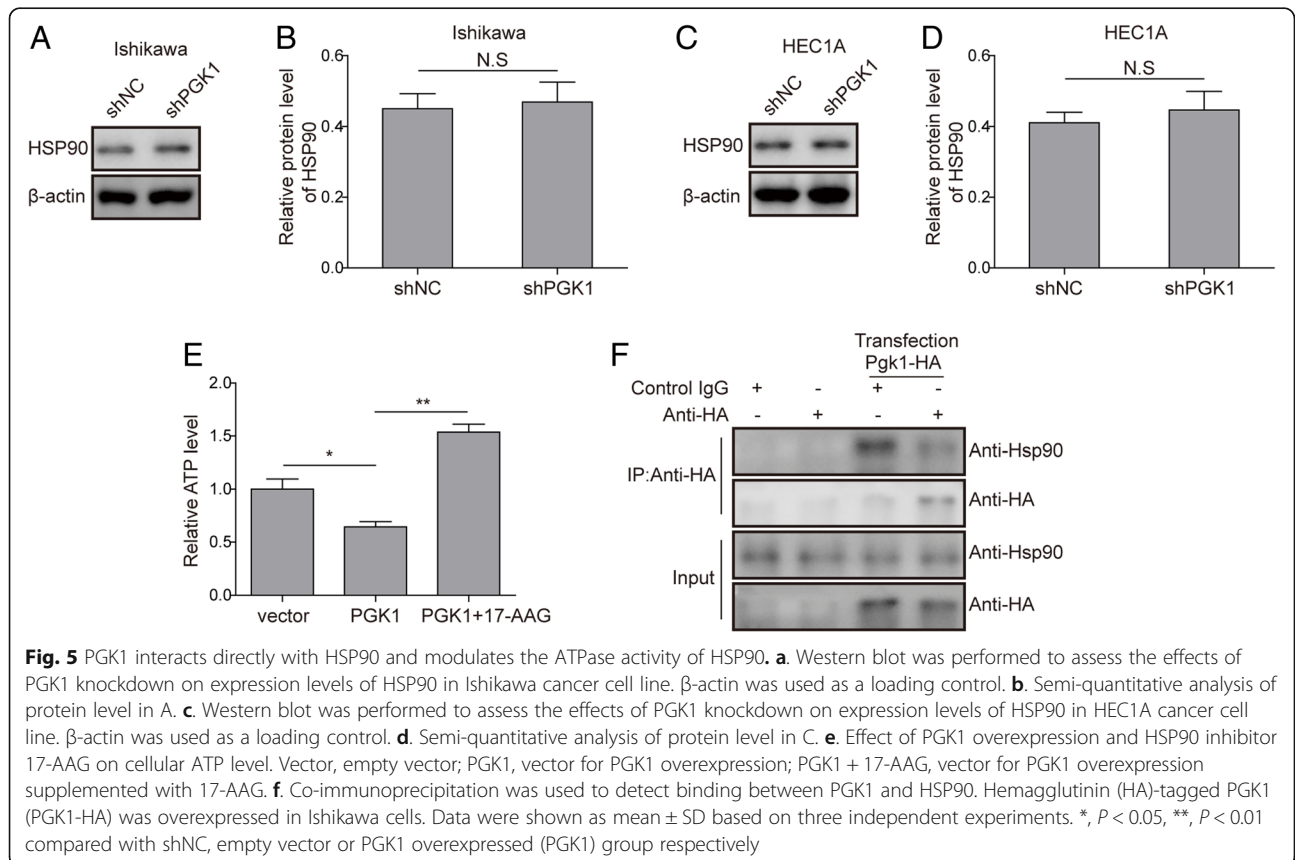 A
Ishikawa
shNC
shPGK1
HSP90
β-actin
B
Ishikawa
N.S
Relative protein level
of HSP90
0.6
0.4
0.2
0.0
shNC
shPGK1
C
HEC1A
shNC
shPGK1
HSP90
β-actin
D
HEC1A
N.S
Relative protein level
of HSP90
0.6
0.4
0.2
0.0
shNC
shPGK1
E
Relative ATP level
2.0
1.5
1.0
0.5
0.0
*
**
vector
PGK1
PGK1+17-AAG
F
Transfection
Pgk1-HA
Control IgG + - + -
Anti-HA - + - +
IP:Anti-HA
Anti-Hsp90
Anti-HA
Input
Anti-Hsp90
Anti-HA
Fig. 5 PGK1 interacts directly with HSP90 and modulates the ATPase activity of HSP90. a. Western blot was performed to assess the effects of
PGK1 knockdown on expression levels of HSP90 in Ishikawa cancer cell line. β-actin was used as a loading control. b. Semi-quantitative analysis of
protein level in A. c. Western blot was performed to assess the effects of PGK1 knockdown on expression levels of HSP90 in HEC1A cancer cell
line. β-actin was used as a loading control. d. Semi-quantitative analysis of protein level in C. e. Effect of PGK1 overexpression and HSP90 inhibitor
17-AAG on cellular ATP level. Vector, empty vector; PGK1, vector for PGK1 overexpression; PGK1 + 17-AAG, vector for PGK1 overexpression
supplemented with 17-AAG. f. Co-immunoprecipitation was used to detect binding between PGK1 and HSP90. Hemagglutinin (HA)-tagged PGK1
(PGK1-HA) was overexpressed in Ishikawa cells. Data were shown as mean ± SD based on three independent experiments. *, P < 0.05, **, P < 0.01
compared with shNC, empty vector or PGK1 overexpressed (PGK1) group respectively